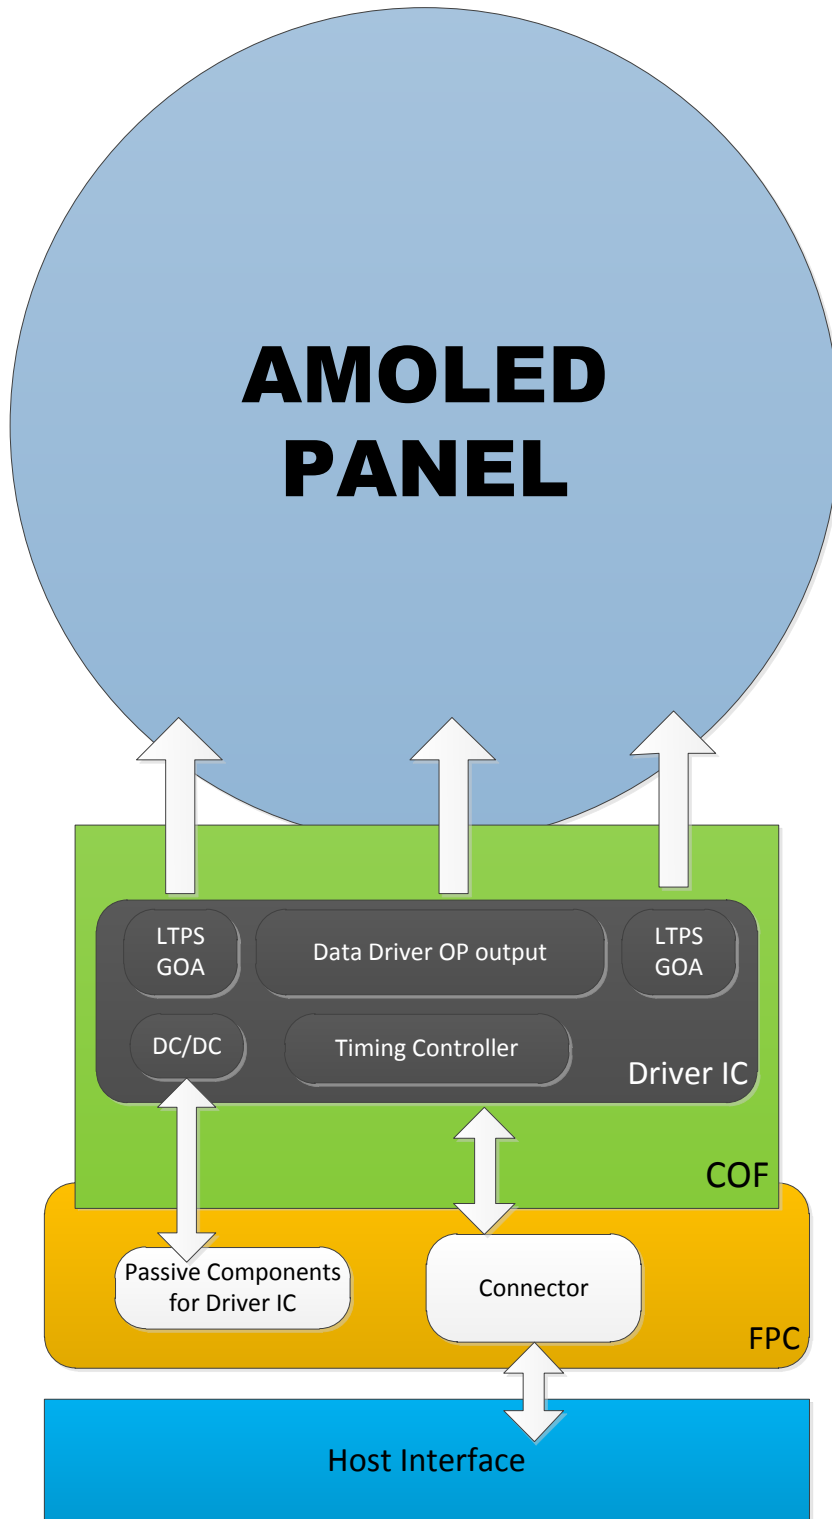 AMOLED
PANEL
LTPS
GOA
Data Driver OP output
LTPS
GOA
DC/DC
Timing Controller
Driver IC
COF
Passive Components
for Driver IC
Connector
FPC
Host Interface